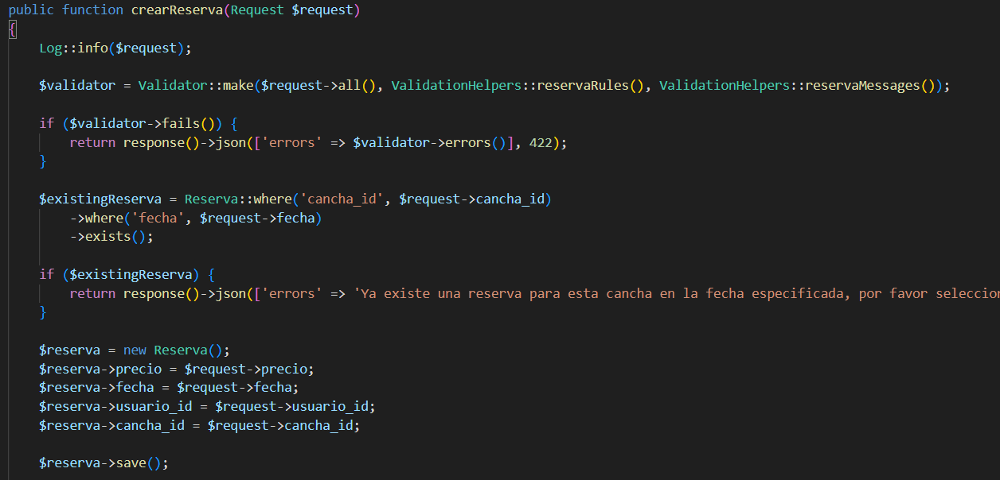 public function crearReserva(Request $request)
{
Log::info($request);
$validator = Validator::make($request->all(), ValidationHelpers::reservaRules(), ValidationHelpers::reservaMessages());
if ($validator->fails()) {
return response()->json(['errors' => $validator->errors()], 422);
}
$existingReserva = Reserva::where('cancha_id', $request->cancha_id)
->where('fecha', $request->fecha)
->exists();
if ($existingReserva) {
return response()->json(['errors' => 'Ya existe una reserva para esta cancha en la fecha especificada, por favor seleccion
}
$reserva = new Reserva();
$reserva->precio = $request->precio;
$reserva->fecha = $request->fecha;
$reserva->usuario_id = $request->usuario_id;
$reserva->cancha_id = $request->cancha_id;
$reserva->save();